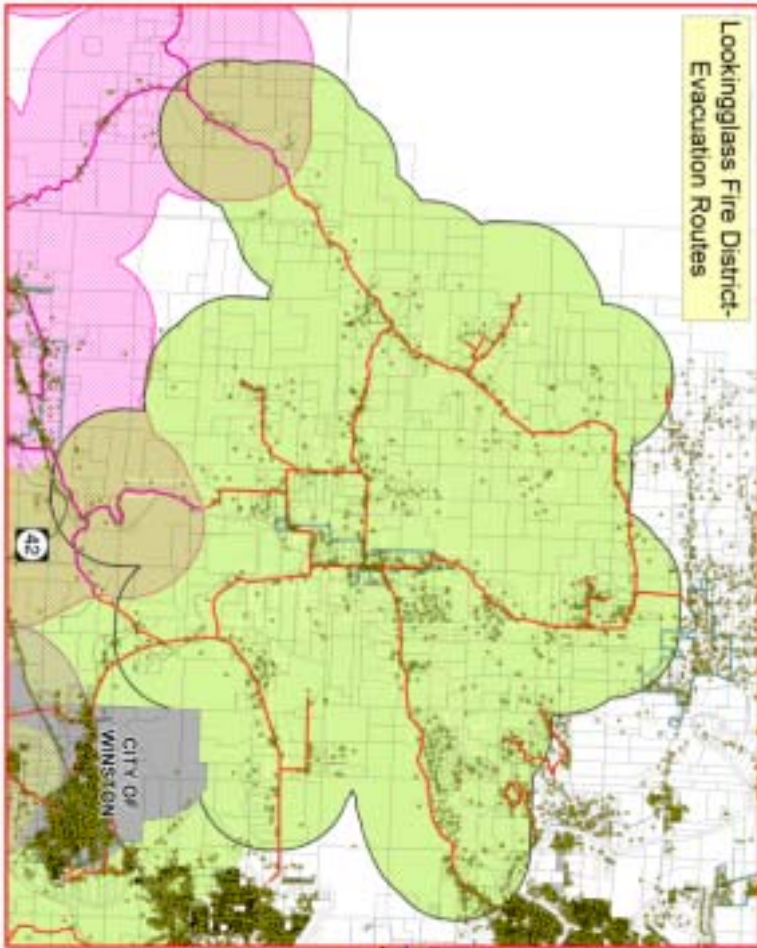 Lookingglass Fire District-
Evacuation Routes
42
CITY OF
WINSTON